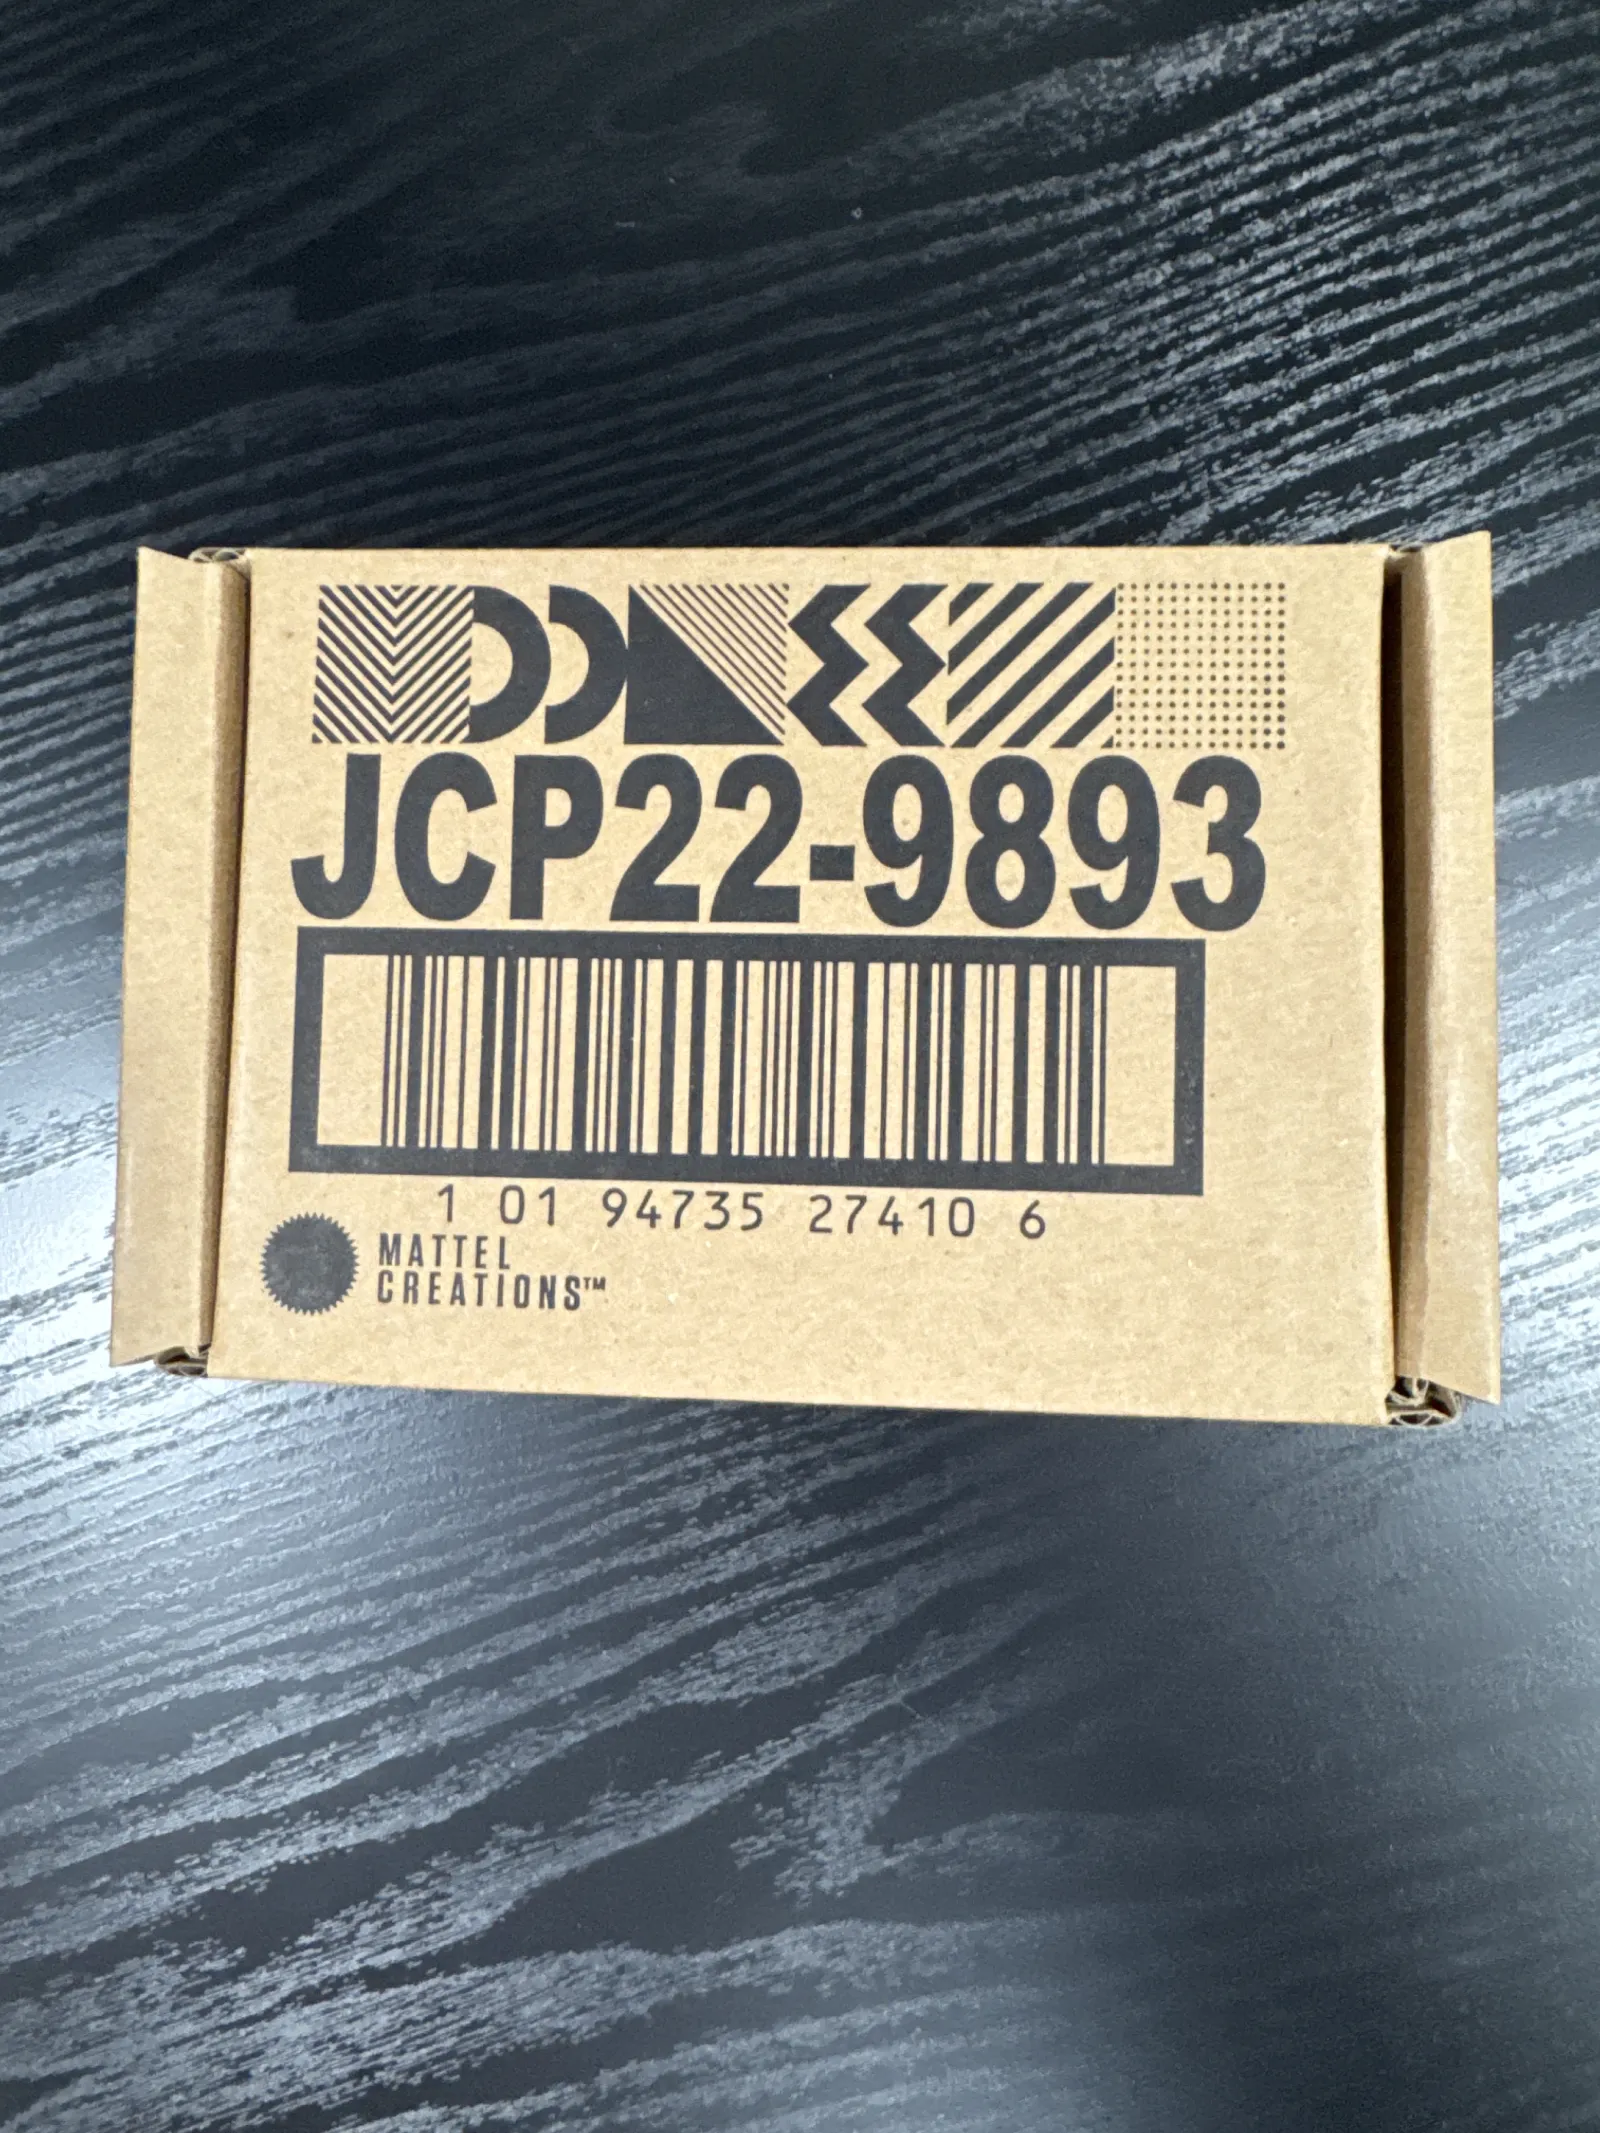 JCP22-9893
1 01 94735 27410 6
MATTEL
CREATIONS™